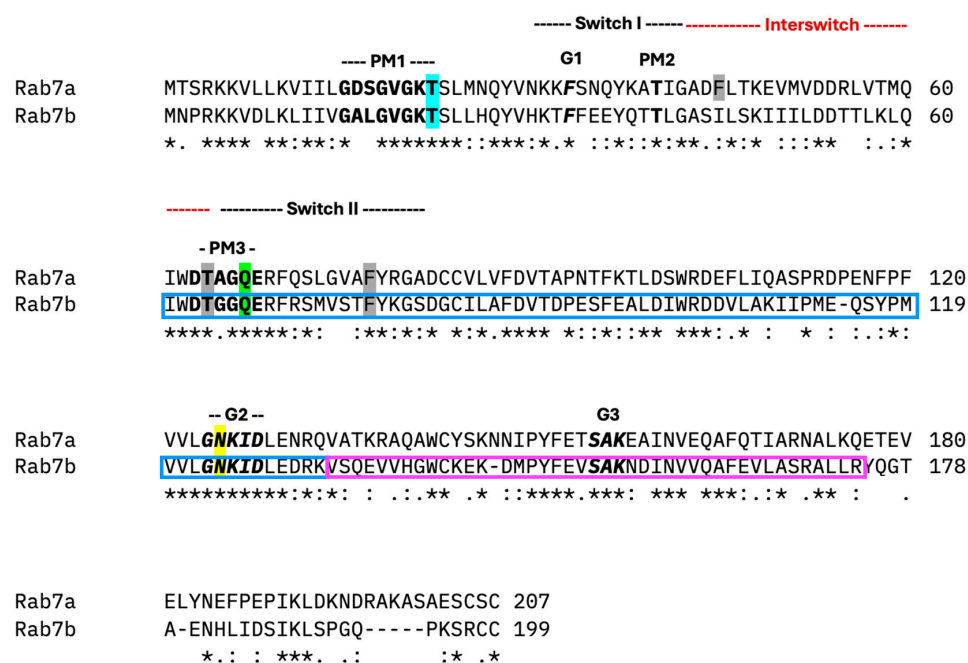 ------ Switch I ------ ------------ Interswitch -------
---- PM1 ---- G1 PM2
Rab7a MTSRKKVLLKVIILGDSGVGKTSLMNQYVNKKFSNQYKATIGADFLTKEVMVDDRLVTMQ 60
Rab7b MNPRKKVDLKLIIVGALGVGKTSLLHQYVHKTFFEEYQTTLGASILSKIIILDDTTLKLQ 60
*. **** **:**:* *******::***:*.* ::**::*:**.:*:* :::** :.:*
------- ---------- Switch II ----------
- PM3 -
Rab7a IWDTAGQERFQSLGVAFYRGADCCVLVFDVTAPNTFKTLDSWRDEFLIQASPRDPENFPF 120
Rab7b IWDTGGQERFRSMVSTFYKGSDGCILAFDVTDPESFEALDIWRDDVLAKIIPME-QSYPM 119
****.*****:*: :**:*:* *:*.**** *::*::** ***:.* : * : :.:*:
-- G2 -- G3
Rab7a VVLGNKIDLENRQVATKRAQAWCYSKNNIPYFETSAKEAINVEQAFQTIARNALKQETEV 180
Rab7b VVLGNKIDLEDRKVSQEVVHGWCKEK-DMPYFEVSAKNDINVVQAFEVLASRALLRYQGT 178
**********:*:*: : .:.** .* ::****.***: *** ***:.:* .** : .
Rab7a ELYNEFPEPIKLDKNDRAKASAESCSC 207
Rab7b A-ENHLIDSIKLSPGQ-----PKSRCC 199
*.: : ***. .: :* .*